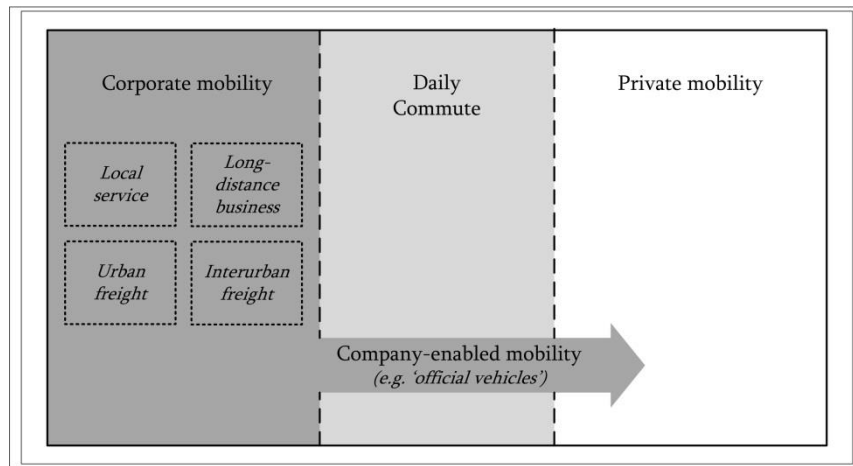 Corporate mobility
Daily
Commute
Private mobility
Local
service
Long-
distance
business
Urban
freight
Interurban
freight
Company-enabled mobility
(e.g. ‘official vehicles’)